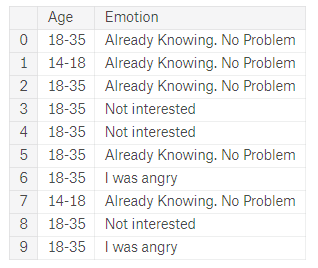 Age Emotion
0 18-35 Already Knowing. No Problem
1 14-18 Already Knowing. No Problem
2 18-35 Already Knowing. No Problem
3 18-35 Not interested
4 18-35 Not interested
5 18-35 Already Knowing. No Problem
6 18-35 I was angry
7 14-18 Already Knowing. No Problem
8 18-35 Not interested
9 18-35 I was angry